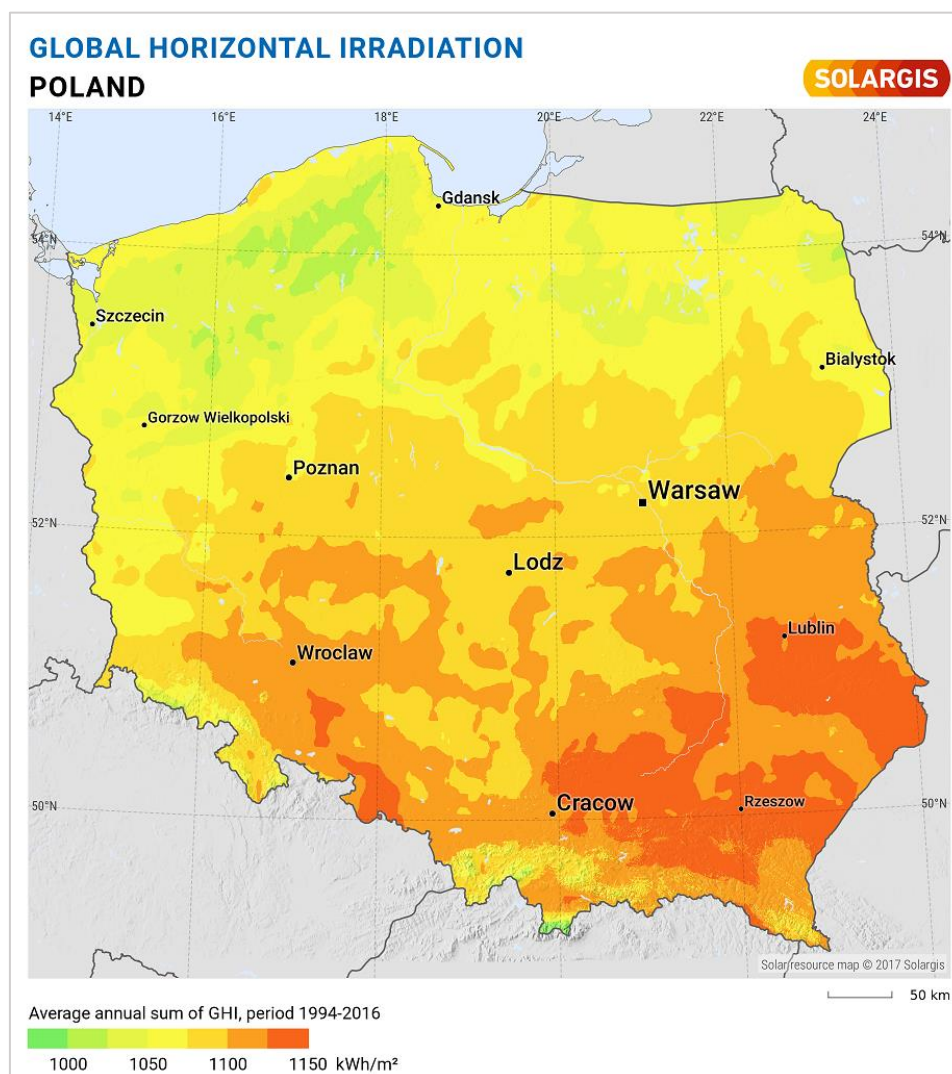 GLOBAL HORIZONTAL IRRADIATION
POLAND
SOLARGIS
14°E 16°E 20°E 22°E 24°E
Gdansk
54°N 54°N
Szczecin
Bialystok
Gorzow Wielkopolski
Poznan
Warsaw
52°N 52°N
Lodz
Lublin
Wroclaw
50°N 50°N
Cracow
Rzeszow
Solar resource map © 2017 Solargis
50 km
Average annual sum of GHI, period 1994-2016
1000 1050 1100 1150 kWh/m²